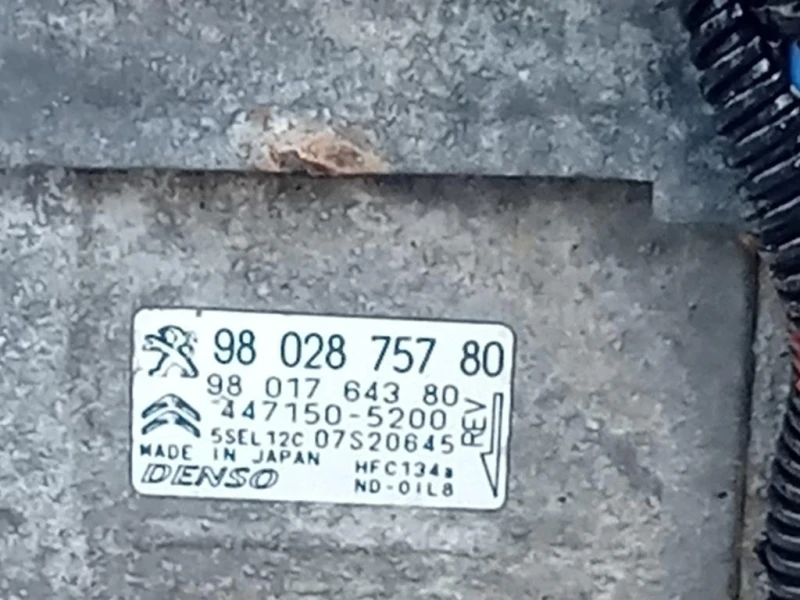 98 028 757 80
98 017 643 80
447150-5200
5SEL12C 07S20645
REV
MADE IN JAPAN
HFC134a
DENSO
ND-OIL8